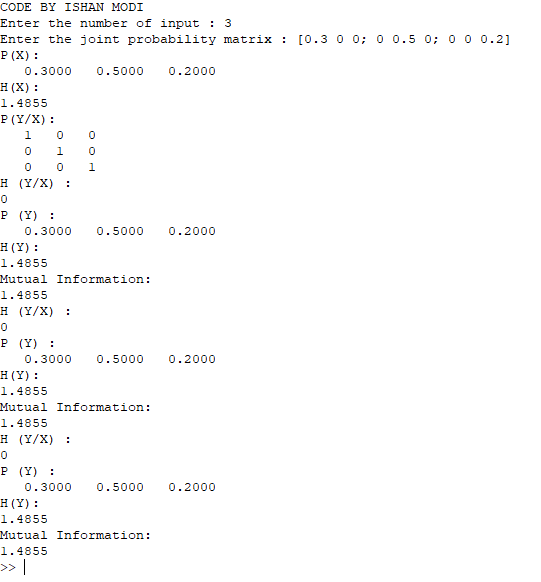 CODE BY ISHAN MODI
Enter the number of input : 3
Enter the joint probability matrix : [0.3 0 0; 0 0.5 0; 0 0 0.2]
P(X):
0.3000 0.5000 0.2000
H(X):
1.4855
P(Y/X):
1 0 0
0 1 0
0 0 1
H (Y/X) :
0
P (Y) :
0.3000 0.5000 0.2000
H(Y):
1.4855
Mutual Information:
1.4855
H (Y/X) :
0
P (Y) :
0.3000 0.5000 0.2000
H(Y):
1.4855
Mutual Information:
1.4855
H (Y/X) :
0
P (Y) :
0.3000 0.5000 0.2000
H(Y):
1.4855
Mutual Information:
1.4855
>>